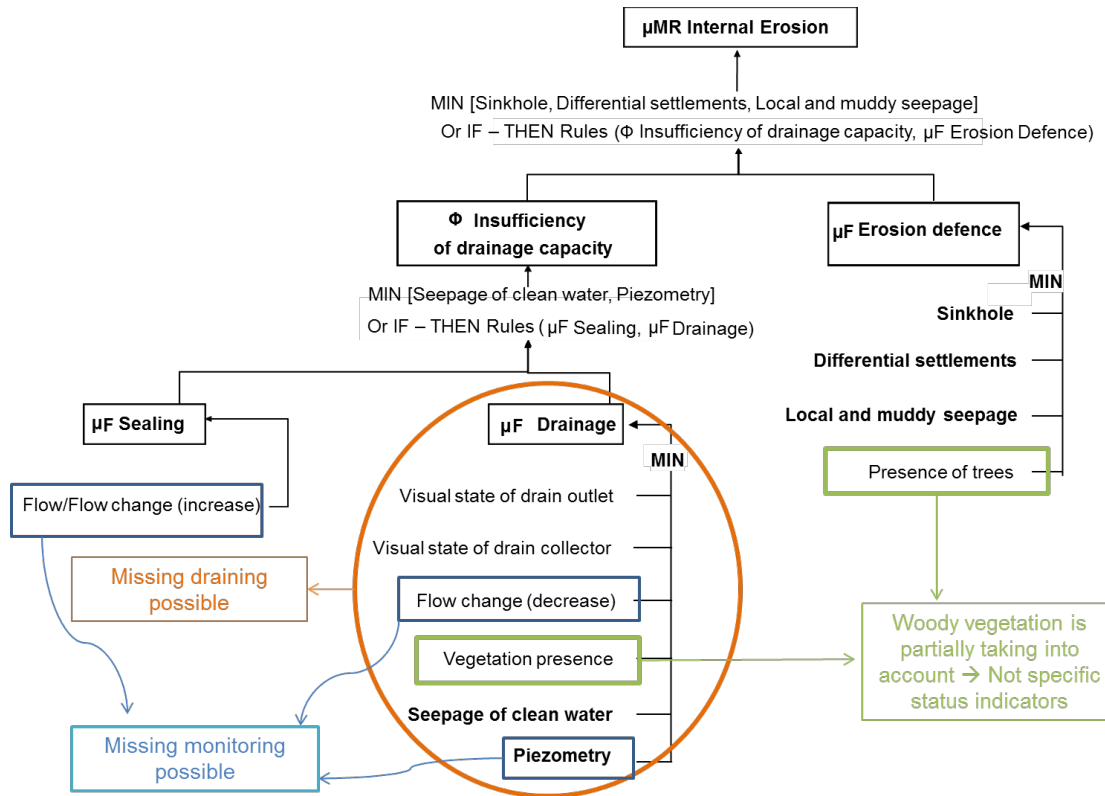 µMR Internal Erosion
MIN [Sinkhole, Differential settlements, Local and muddy seepage]
Or IF – THEN Rules (Φ Insufficiency of drainage capacity, µF Erosion Defence)
Φ Insufficiency
of drainage capacity
µF Erosion defence
MIN
Sinkhole
Differential settlements
Local and muddy seepage
Presence of trees
MIN [Seepage of clean water, Piezometry]
Or IF – THEN Rules (µF Sealing, µF Drainage)
µF Sealing
Flow/Flow change (increase)
µF Drainage
MIN
Visual state of drain outlet
Visual state of drain collector
Flow change (decrease)
Vegetation presence
Seepage of clean water
Piezometry
Missing draining
possible
Missing monitoring
possible
Woody vegetation is
partially taking into
account → Not specific
status indicators